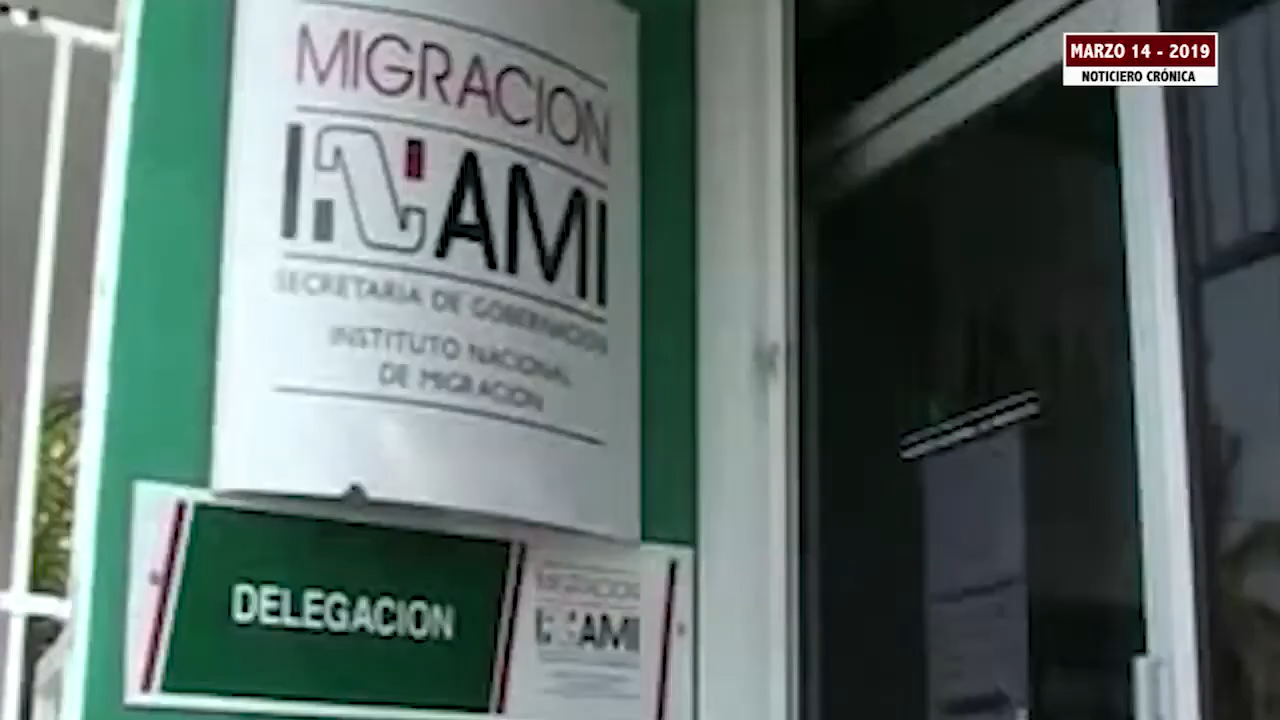 MARZO 14 - 2019
NOTICIERO CRÓNICA
MIGRACION
INAMI
SECRETARIA DE GOBERNACION
INSTITUTO NACIONAL
DE MIGRACION
DELEGACION
MIGRACION
INAMI